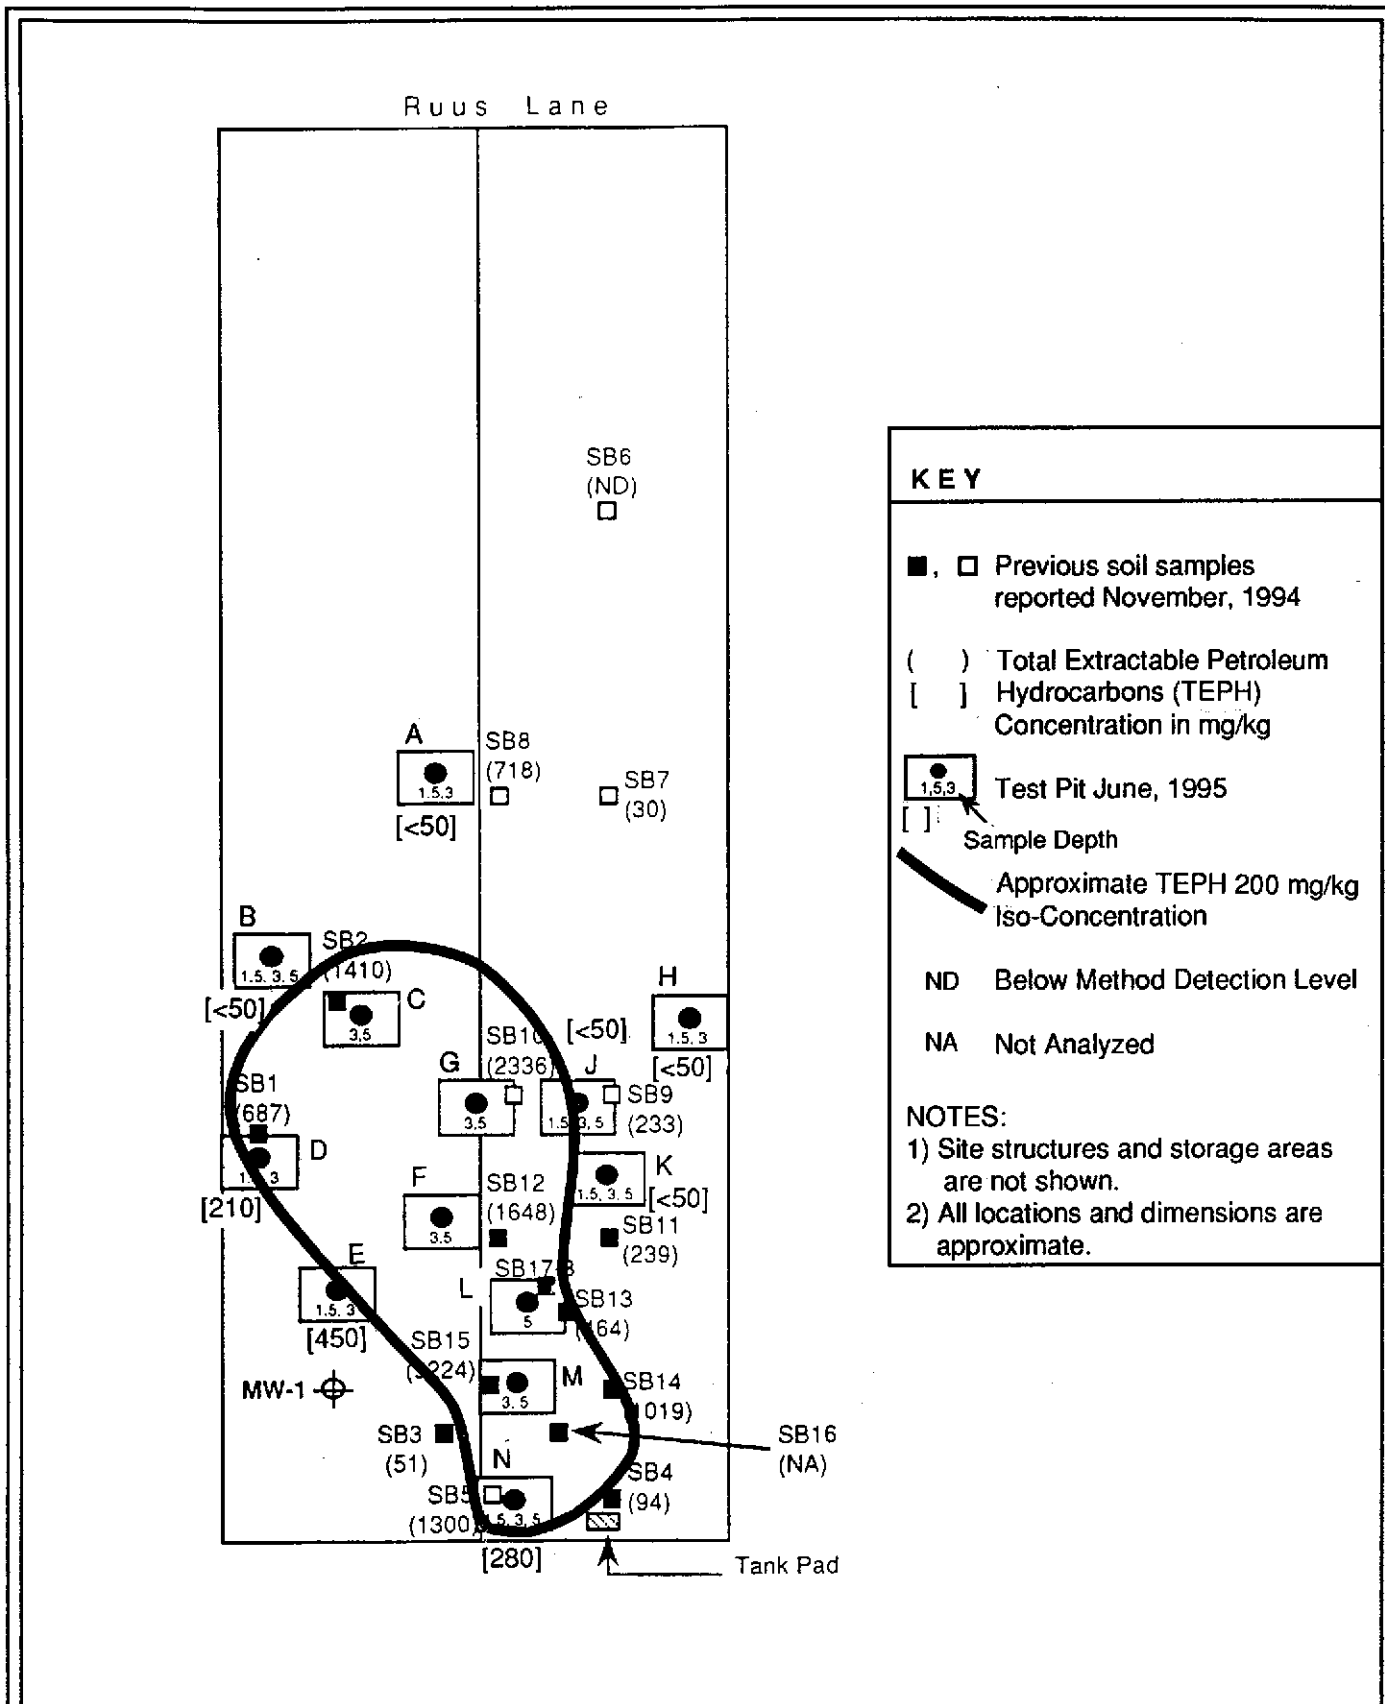 Ruus Lane
SB6
(ND)
A
SB8
(718)
1.5.3
[<50]
SB7
(30)
B
1.5. 3. 5
[<50]
SB2
(1410)
C
3,5
H
1.5. 3
[<50]
SB10
(2336)
[<50]
G
3.5
J
SB9
(233)
SB1
(687)
D
[210]
F
3.5
SB12
(1648)
K
1.5, 3. 5
[<50]
SB11
(239)
E
1.5. 3
[450]
L
5
SB13
SB15
M
3. 5
MW-1
SB14
SB3
(51)
SB16
(NA)
N
SB5
(1300)
[280]
SB4
(94)
Tank Pad
KEY
■, □ Previous soil samples
reported November, 1994
( ) Total Extractable Petroleum
[ ] Hydrocarbons (TEPH)
Concentration in mg/kg
1,5,3
Test Pit June, 1995
[ ]
Sample Depth
Approximate TEPH 200 mg/kg
Iso-Concentration
ND Below Method Detection Level
NA Not Analyzed
NOTES:
1) Site structures and storage areas
are not shown.
2) All locations and dimensions are
approximate.